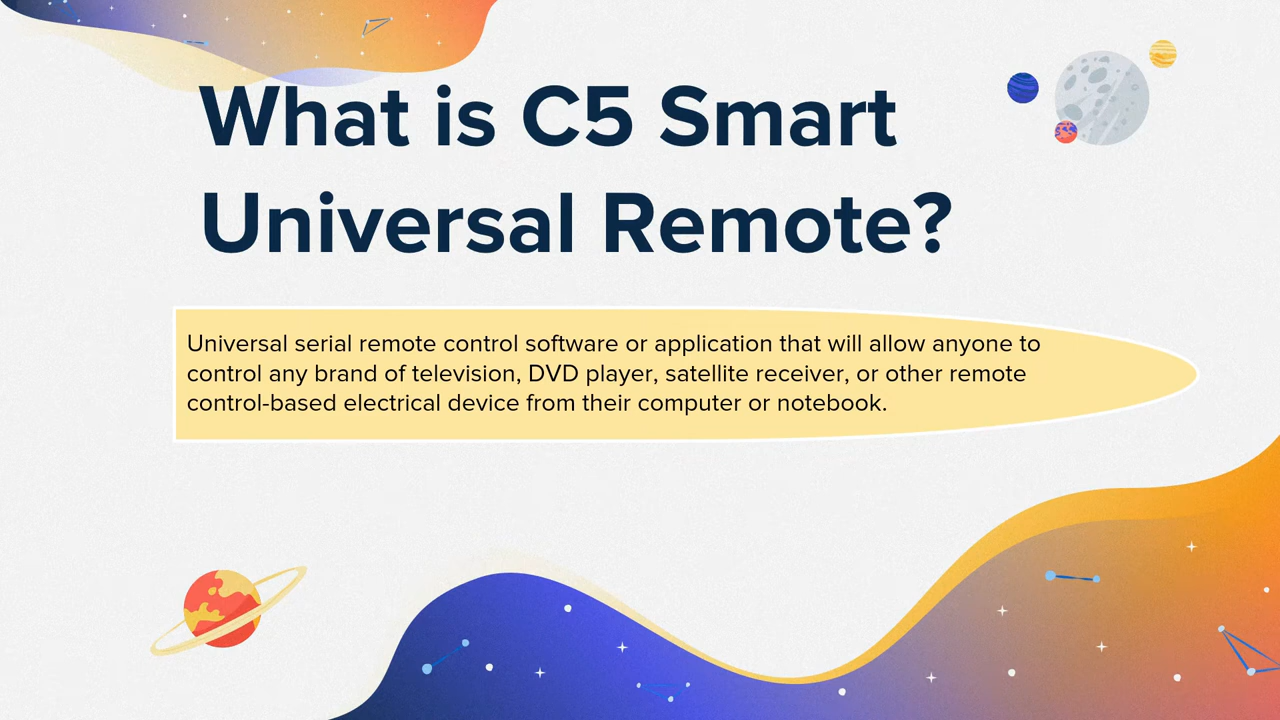 What is C5 Smart
Universal Remote?
Universal serial remote control software or application that will allow anyone to
control any brand of television, DVD player, satellite receiver, or other remote
control-based electrical device from their computer or notebook.